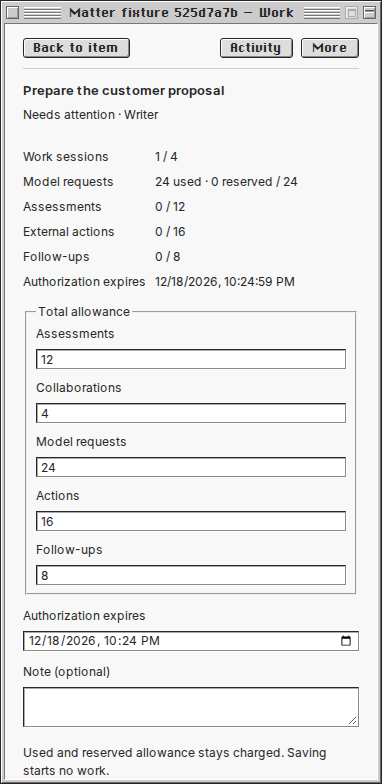 Matter fixture 525d7a7b — Work
Back to item Activity More
Prepare the customer proposal
Needs attention · Writer
Work sessions 1 / 4
Model requests 24 used · 0 reserved / 24
Assessments 0 / 12
External actions 0 / 16
Follow-ups 0 / 8
Authorization expires 12/18/2026, 10:24:59 PM
Total allowance
Assessments
12
Collaborations
4
Model requests
24
Actions
16
Follow-ups
8
Authorization expires
12/18/2026, 10:24 PM
Note (optional)
Used and reserved allowance stays charged. Saving
starts no work.